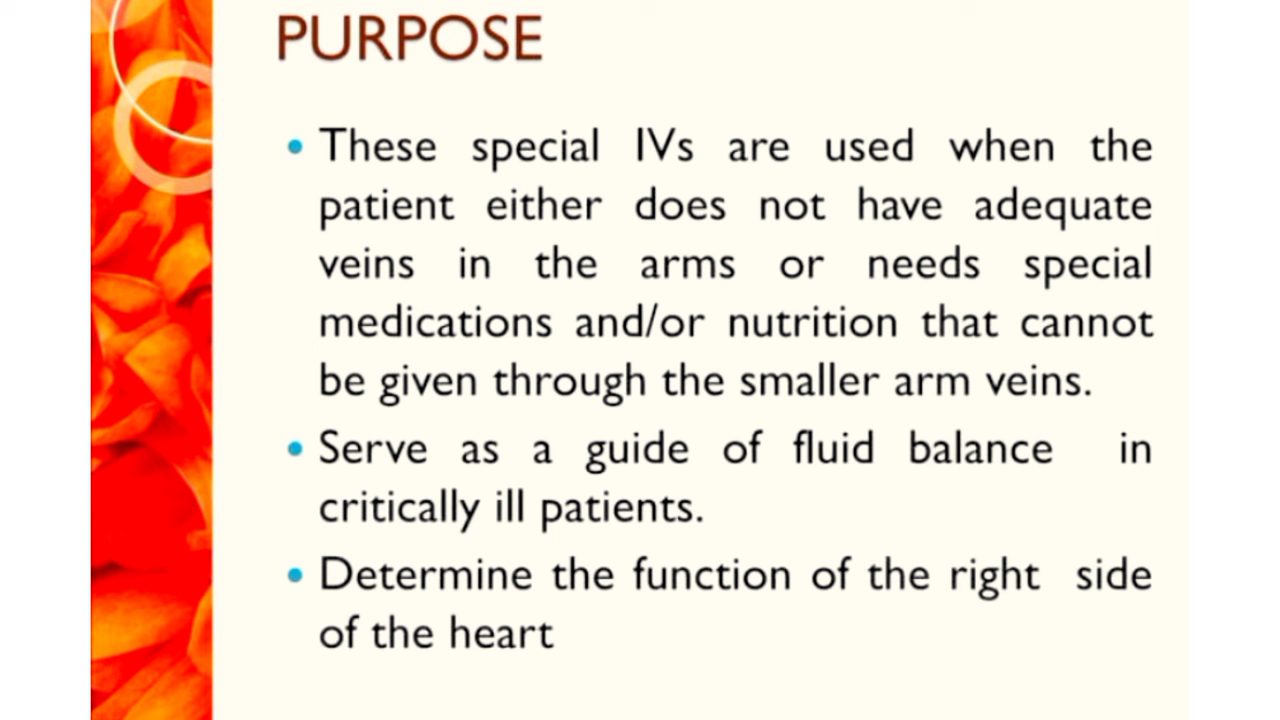 PURPOSE
• These special IVs are used when the
patient either does not have adequate
veins in the arms or needs special
medications and/or nutrition that cannot
be given through the smaller arm veins.
• Serve as a guide of fluid balance in
critically ill patients.
• Determine the function of the right side
of the heart